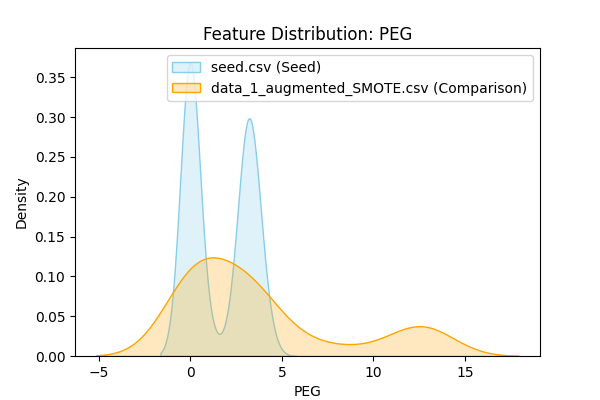 Feature Distribution: PEG
seed.csv (Seed)
data_1_augmented_SMOTE.csv (Comparison)
0.35
0.30
0.25
0.20
0.15
0.10
0.05
0.00
Density
−5
0
5
10
15
PEG